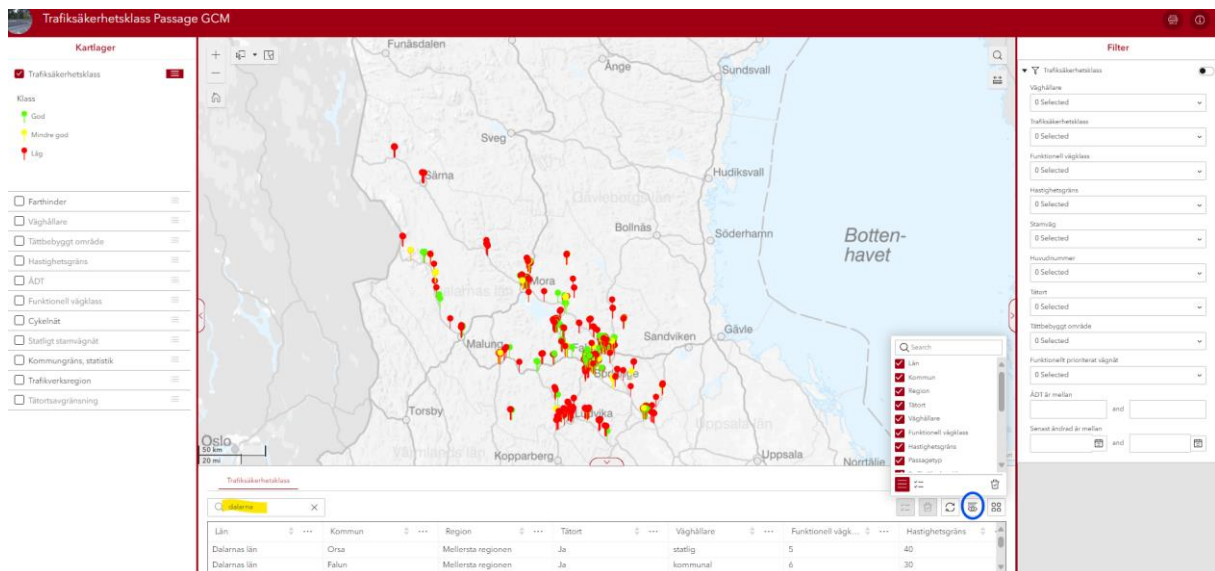 Trafiksäkerhetsklass Passage GCM
Kartlager
Trafiksäkerhetsklass
Klass
God
Mindre god
Låg
Farthinder
Väghållare
Tättbebyggt område
Hastighetsgräns
ÅDT
Funktionell vägklass
Cykelnät
Statligt stamvägnät
Kommungräns, statistik
Trafikverksregion
Tätortsavgränsning
Funäsdalen
Ånge
Sundsvall
Sveg
Särna
Hudiksvall
Gävleborgs län
Bollnäs
Söderhamn
Botten-
havet
Mora
Dalarnas län
Sandviken
Gävle
Malung
Torsby
Ludvika
Uppsala län
Oslo
50 km
20 mi
Värmlands län
Kopparberg
Uppsala
Norrtälje
Search
Län
Kommun
Region
Tätort
Väghållare
Funktionell vägklass
Hastighetsgräns
Passagetyp
Filter
Trafiksäkerhetsklass
Väghållare
0 Selected
Trafiksäkerhetsklass
0 Selected
Funktionell vägklass
0 Selected
Hastighetsgräns
0 Selected
Stamväg
0 Selected
Huvudnummer
0 Selected
Tätort
0 Selected
Tättbebyggt område
0 Selected
Funktionellt prioriterat vägnät
0 Selected
ÅDT är mellan
and
Senast ändrad är mellan
and
Trafiksäkerhetsklass
dalarna
Län Kommun Region Tätort Väghållare Funktionell vägk... Hastighetsgräns
Dalarnas län Orsa Mellersta regionen Ja statlig 5 40
Dalarnas län Falun Mellersta regionen Ja kommunal 6 30